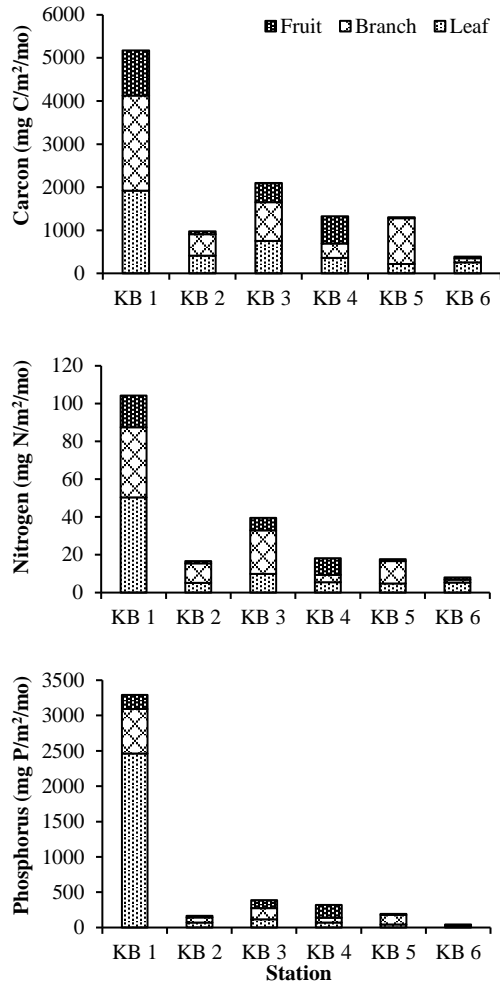 Carcon (mg C/m²/mo)
6000
5000
4000
3000
2000
1000
0
Fruit Branch Leaf
KB 1 KB 2 KB 3 KB 4 KB 5 KB 6
Nitrogen (mg N/m²/mo)
120
100
80
60
40
20
0
KB 1 KB 2 KB 3 KB 4 KB 5 KB 6
Phosphorus (mg P/m²/mo)
3500
3000
2500
2000
1500
1000
500
0
KB 1 KB 2 KB 3 KB 4 KB 5 KB 6
Station